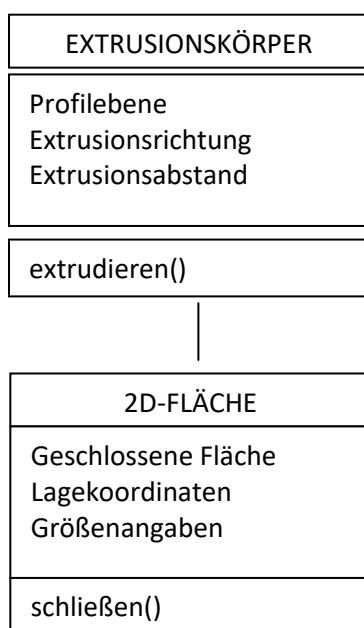 EXTRUSIONSKÖRPER
Profilebene
Extrusionsrichtung
Extrusionsabstand
extrudieren()
2D-FLÄCHE
Geschlossene Fläche
Lagekoordinaten
Größenangaben
schließen()